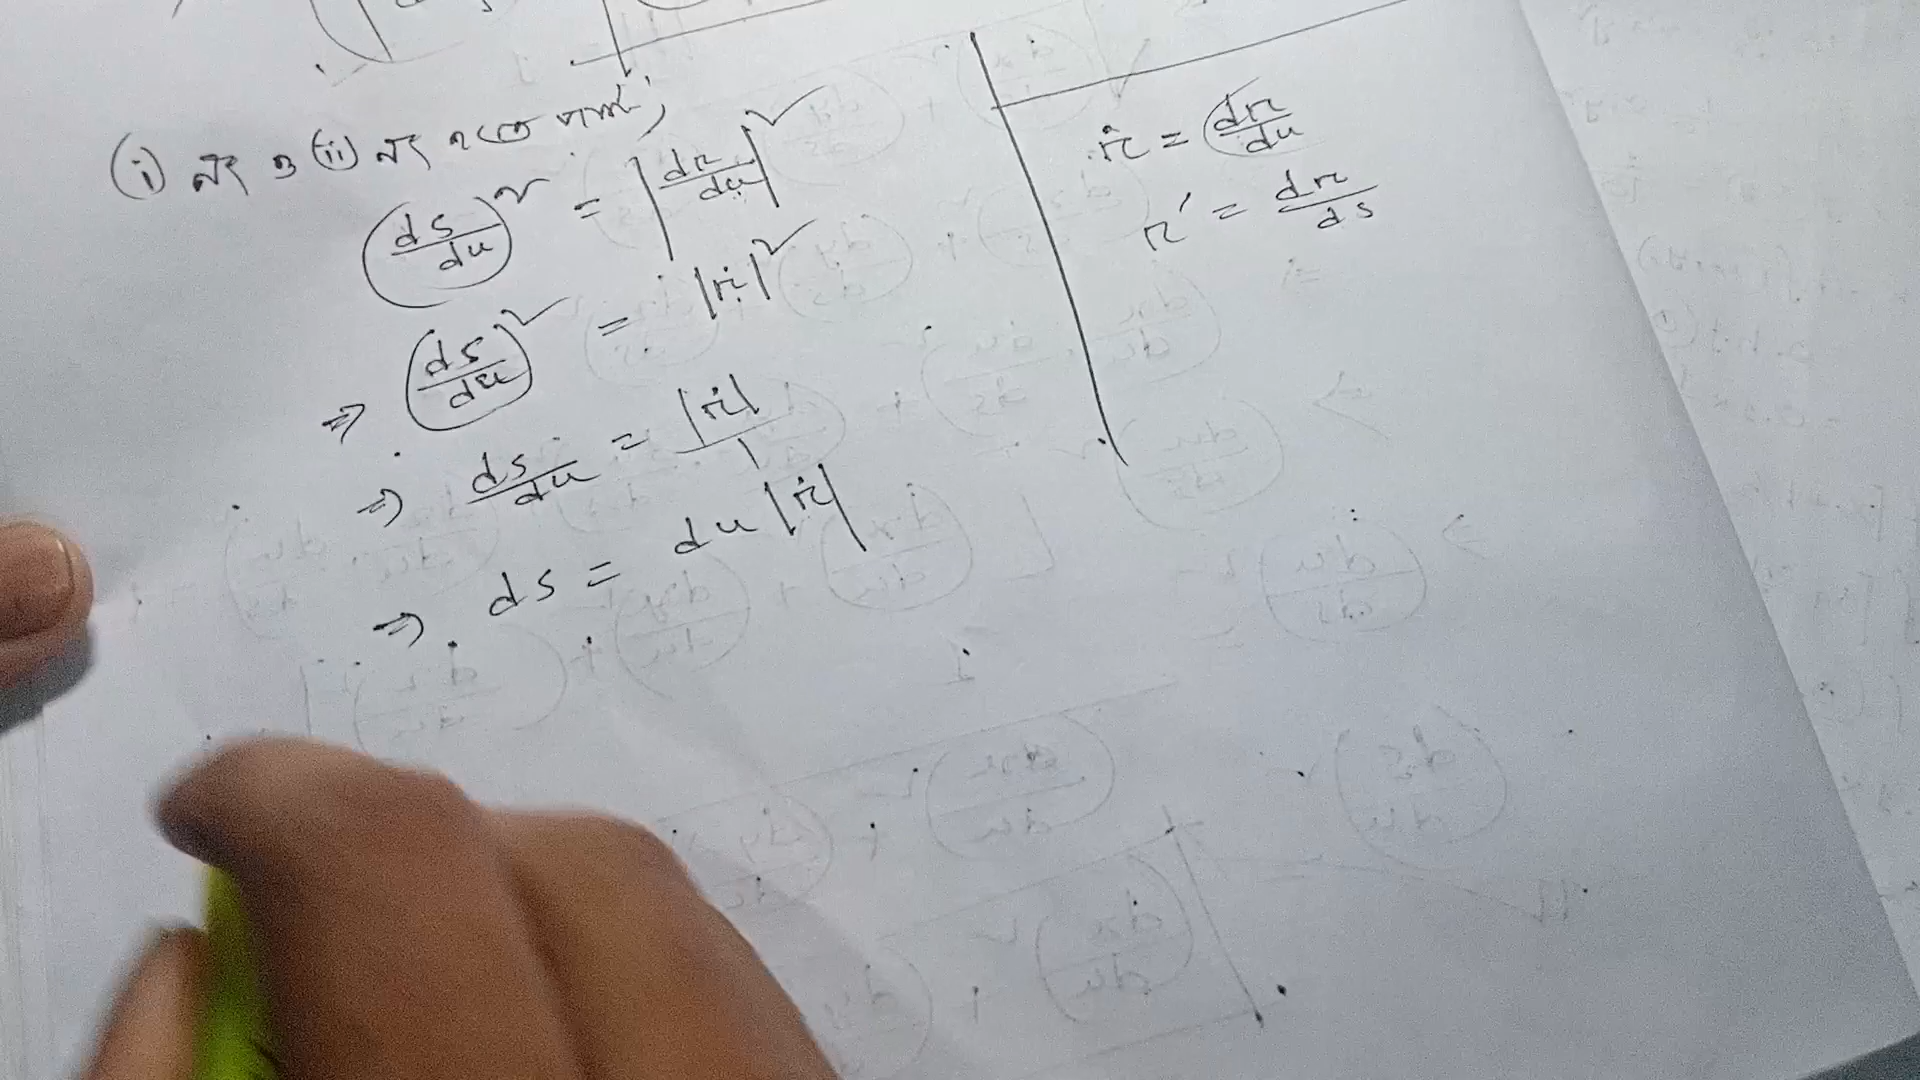 (i) নং ও (ii) নং হতে পাই,
(ds/du)² = |dr/du|²
⇒ (ds/du)² = |ṙ|²
⇒ ds/du = |ṙ|/1
⇒ ds = du |ṙ|
ṙ = dr/du
r' = dr/ds